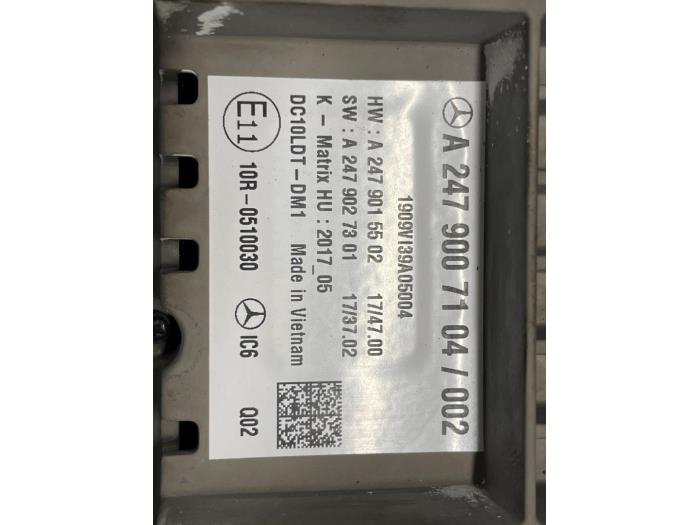 A 247 900 71 04 / 002
1909VI39A05004
HW : A 247 901 55 02 17/47.00
SW : A 247 902 73 01 17/37.02
K - Matrix HU : 2017_05
DC10LDT-DM1 Made in Vietnam
E11 10R-0510030 IC6 Q02